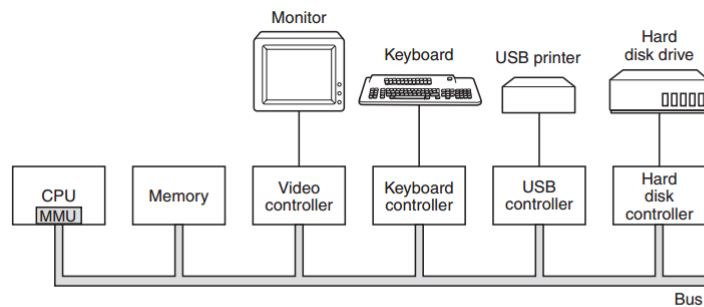 Monitor
Keyboard
USB printer
Hard
disk drive
CPU
MMU
Memory
Video
controller
Keyboard
controller
USB
controller
Hard
disk
controller
Bus